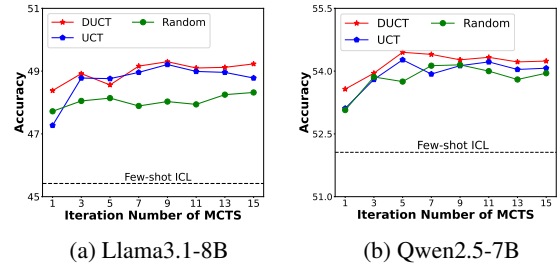 51
49
47
45
Accuracy
DUCT
UCT
Random
Few-shot ICL
1 3 5 7 9 11 13 15
Iteration Number of MCTS
(a) Llama3.1-8B
55.5
54.0
52.5
51.0
Accuracy
DUCT
UCT
Random
Few-shot ICL
1 3 5 7 9 11 13 15
Iteration Number of MCTS
(b) Qwen2.5-7B